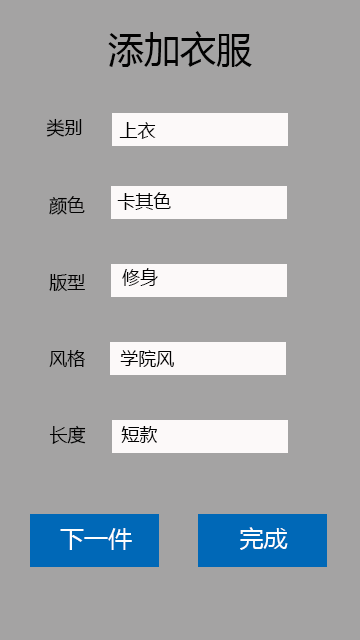 添加衣服
类别 上衣
颜色 卡其色
版型 修身
风格 学院风
长度 短款
下一件 完成